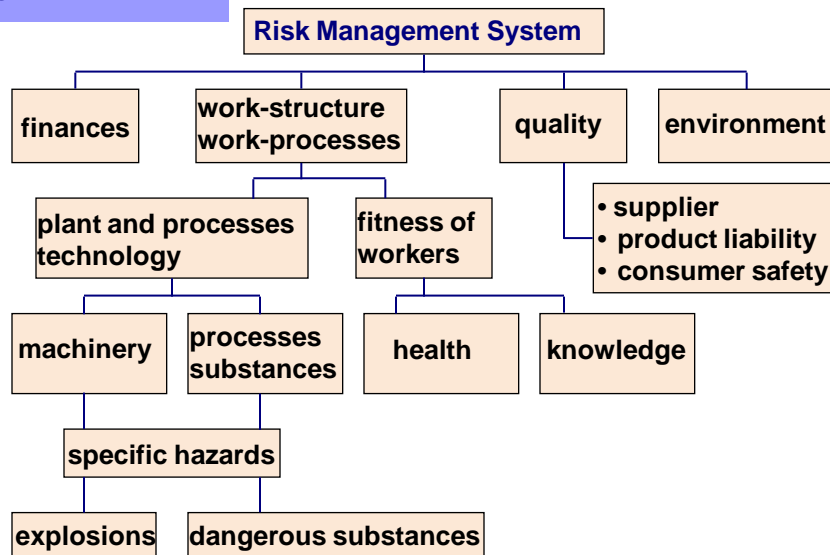 Risk Management System
finances
work-structure
work-processes
quality
environment
plant and processes
technology
fitness of
workers
• supplier
• product liability
• consumer safety
machinery
processes
substances
health
knowledge
specific hazards
explosions
dangerous substances